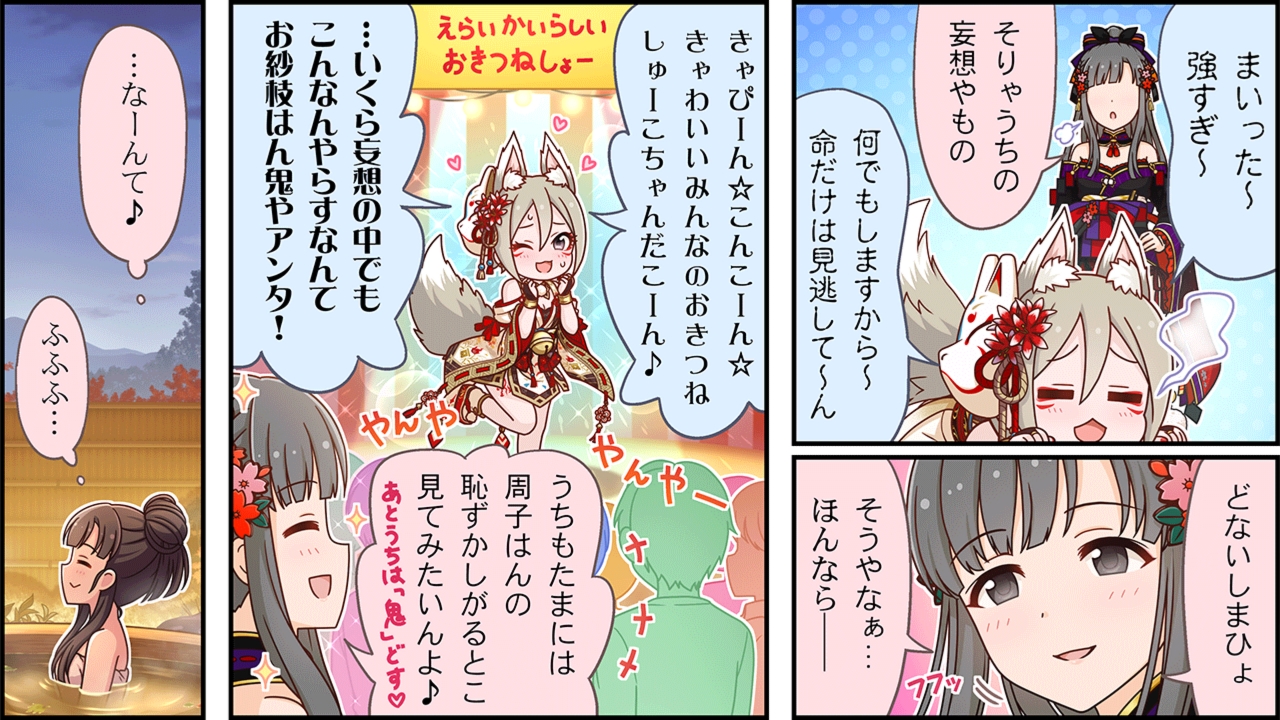 まいった〜
強すぎ〜
そりゃうちの
妄想やもの
何でもしますから〜
命だけは見逃して〜ん
どないしまひょ
そうやなぁ…
ほんなら──
フフッ
えらいかいらしい
おきつねしょー
きゃぴーん☆こんこーん☆
きゃわいいみんなのおきつね
しゅーこちゃんだこーん♪
…いくら妄想の中でも
こんなんやらすなんて
お紗枝はん鬼やアンタ!
やんや
やんやー
うちもたまには
周子はんの
恥ずかしがるとこ
見てみたいんよ♪
あとうちは「鬼」どす♡
…なーんて♪
ふふふ…